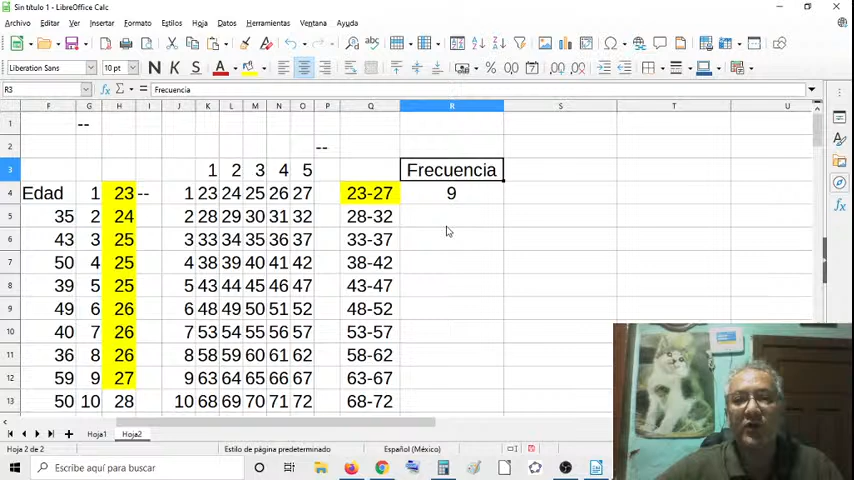 Sin título 1 - LibreOffice Calc
Archivo Editar Ver Insertar Formato Estilos Hoja Datos Herramientas Ventana Ayuda
Liberation Sans 10 pt N K S A
R3 Frecuencia
F G H I J K L M N O P Q R S T U
1 --
2 --
3 1 2 3 4 5 Frecuencia
4 Edad 1 23 -- 1 23 24 25 26 27 23-27 9
5 35 2 24 2 28 29 30 31 32 28-32
6 43 3 25 3 33 34 35 36 37 33-37
7 50 4 25 4 38 39 40 41 42 38-42
8 39 5 25 5 43 44 45 46 47 43-47
9 49 6 26 6 48 49 50 51 52 48-52
10 40 7 26 7 53 54 55 56 57 53-57
11 36 8 26 8 58 59 60 61 62 58-62
12 59 9 27 9 63 64 65 66 67 63-67
13 50 10 28 10 68 69 70 71 72 68-72
Hoja1 Hoja2
Hoja 2 de 2 Estilo de página predeterminado Español (México)
Escribe aquí para buscar